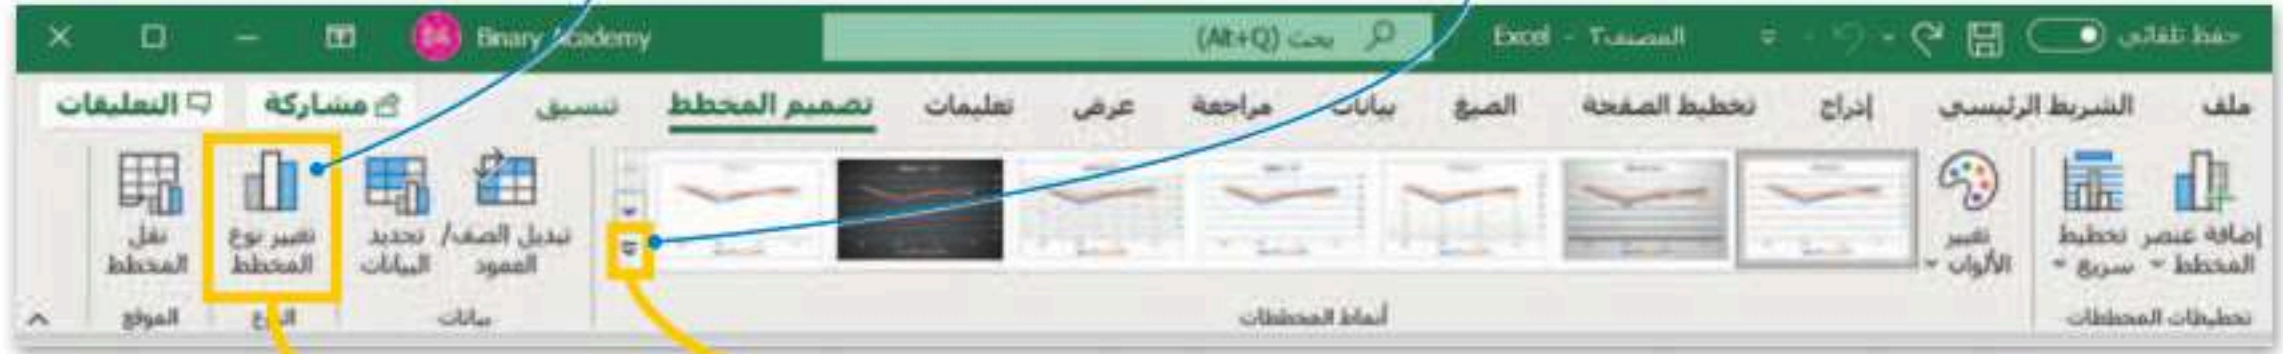 حفظ تلقائي المصنف٢ - Excel بحث (Alt+Q) Binary Academy BA
ملف الشريط الرئيسي إدراج تخطيط الصفحة الصيغ بيانات مراجعة عرض تعليمات تصميم المخطط تنسيق مشاركة التعليقات
إضافة عنصر المخطط تخطيط سريع تغيير الألوان تبديل الصف/ العمود تحديد البيانات تغيير نوع المخطط نقل المخطط
تخطيطات المخططات أنماط المخططات بيانات النوع الموقع